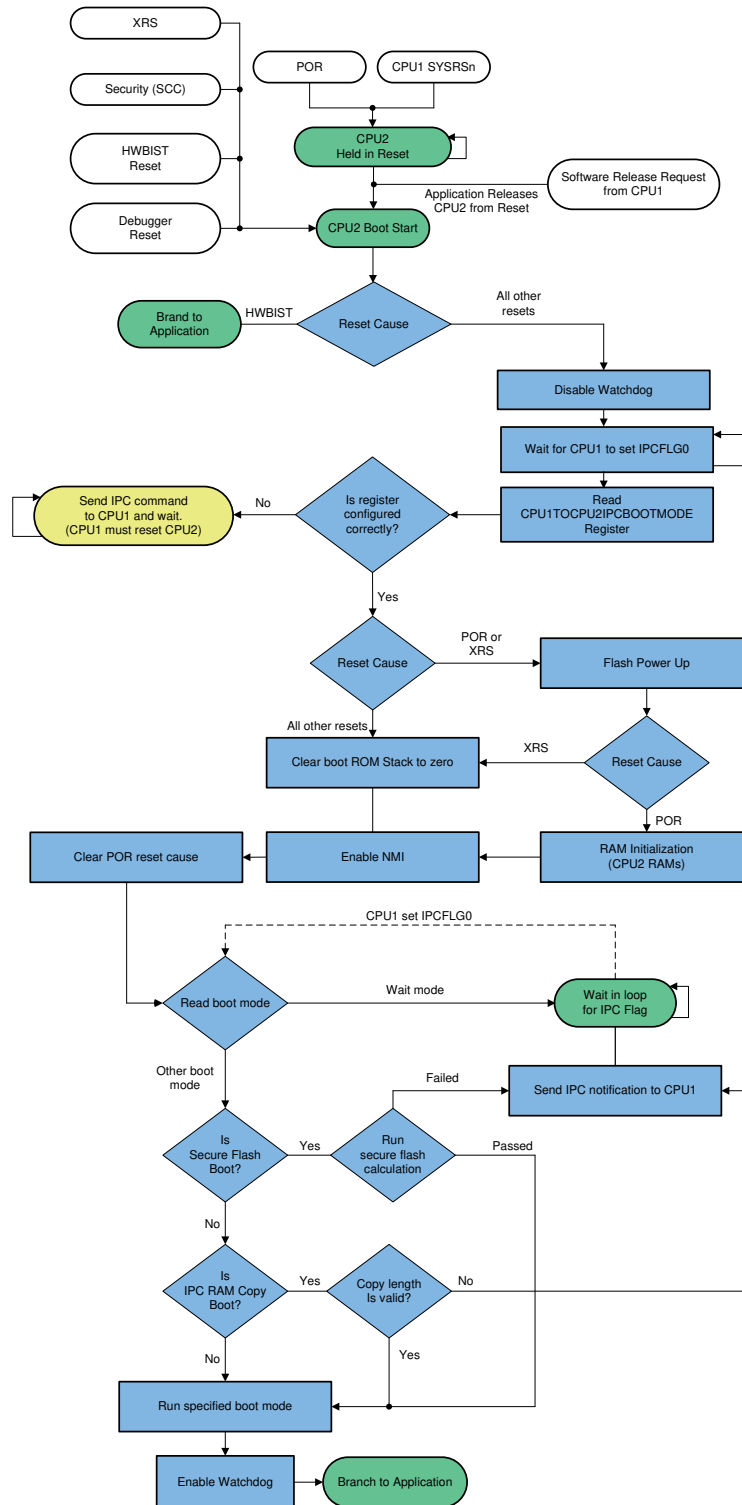 XRS
Security (SCC)
HWBIST
Reset
Debugger
Reset
POR
CPU1 SYSRSn
CPU2
Held in Reset
Software Release Request
from CPU1
Application Releases
CPU2 from Reset
CPU2 Boot Start
Reset Cause
HWBIST
Brand to
Application
All other
resets
Disable Watchdog
Wait for CPU1 to set IPCFLG0
Read
CPU1TOCPU2IPCBOOTMODE
Register
Is register
configured
correctly?
No
Send IPC command
to CPU1 and wait.
(CPU1 must reset CPU2)
Yes
Reset Cause
POR or
XRS
Flash Power Up
All other resets
Reset Cause
XRS
Clear boot ROM Stack to zero
POR
RAM Initialization
(CPU2 RAMs)
Enable NMI
Clear POR reset cause
CPU1 set IPCFLG0
Read boot mode
Wait mode
Wait in loop
for IPC Flag
Other boot
mode
Failed
Send IPC notification to CPU1
Is
Secure Flash
Boot?
Yes
Run
secure flash
calculation
Passed
No
Is
IPC RAM Copy
Boot?
Yes
Copy length
Is valid?
No
No
Yes
Run specified boot mode
Enable Watchdog
Branch to Application